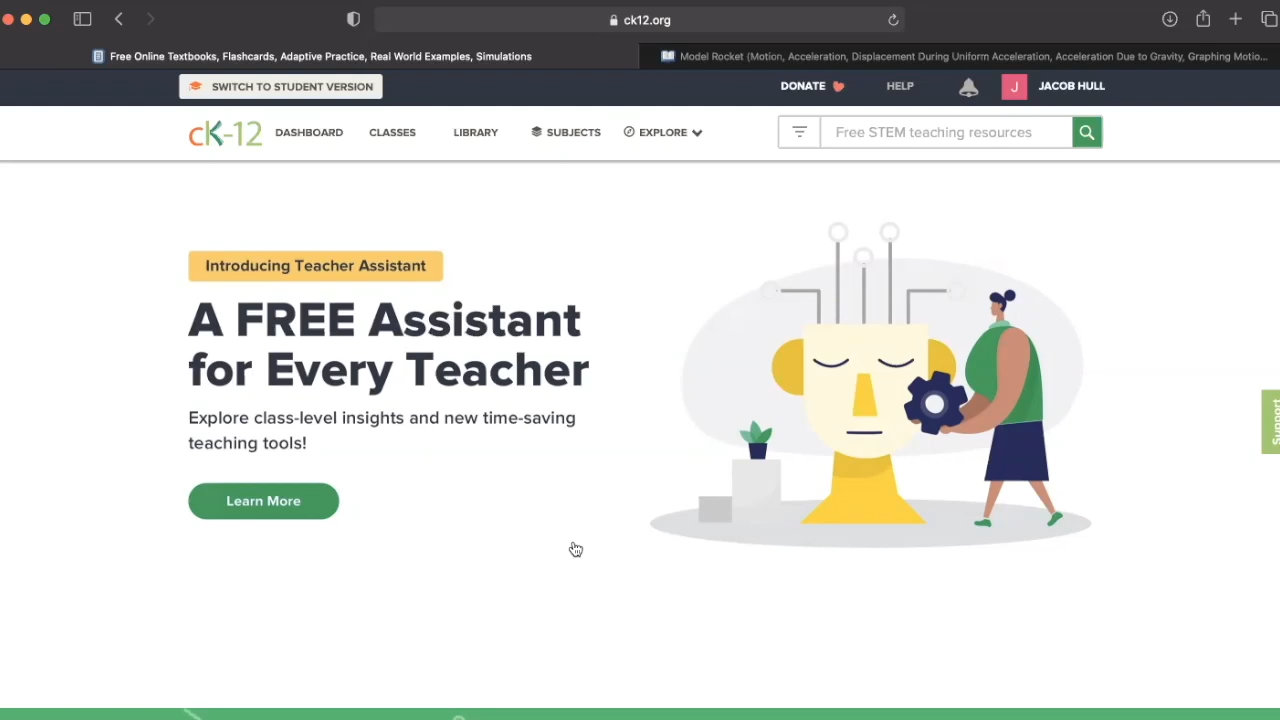 ck12.org
Free Online Textbooks, Flashcards, Adaptive Practice, Real World Examples, Simulations
Model Rocket (Motion, Acceleration, Displacement During Uniform Acceleration, Acceleration Due to Gravity, Graphing Motio...
SWITCH TO STUDENT VERSION
DONATE
HELP
J
JACOB HULL
cK-12
DASHBOARD
CLASSES
LIBRARY
SUBJECTS
EXPLORE
Free STEM teaching resources
Introducing Teacher Assistant
A FREE Assistant
for Every Teacher
Explore class-level insights and new time-saving
teaching tools!
Learn More
Support